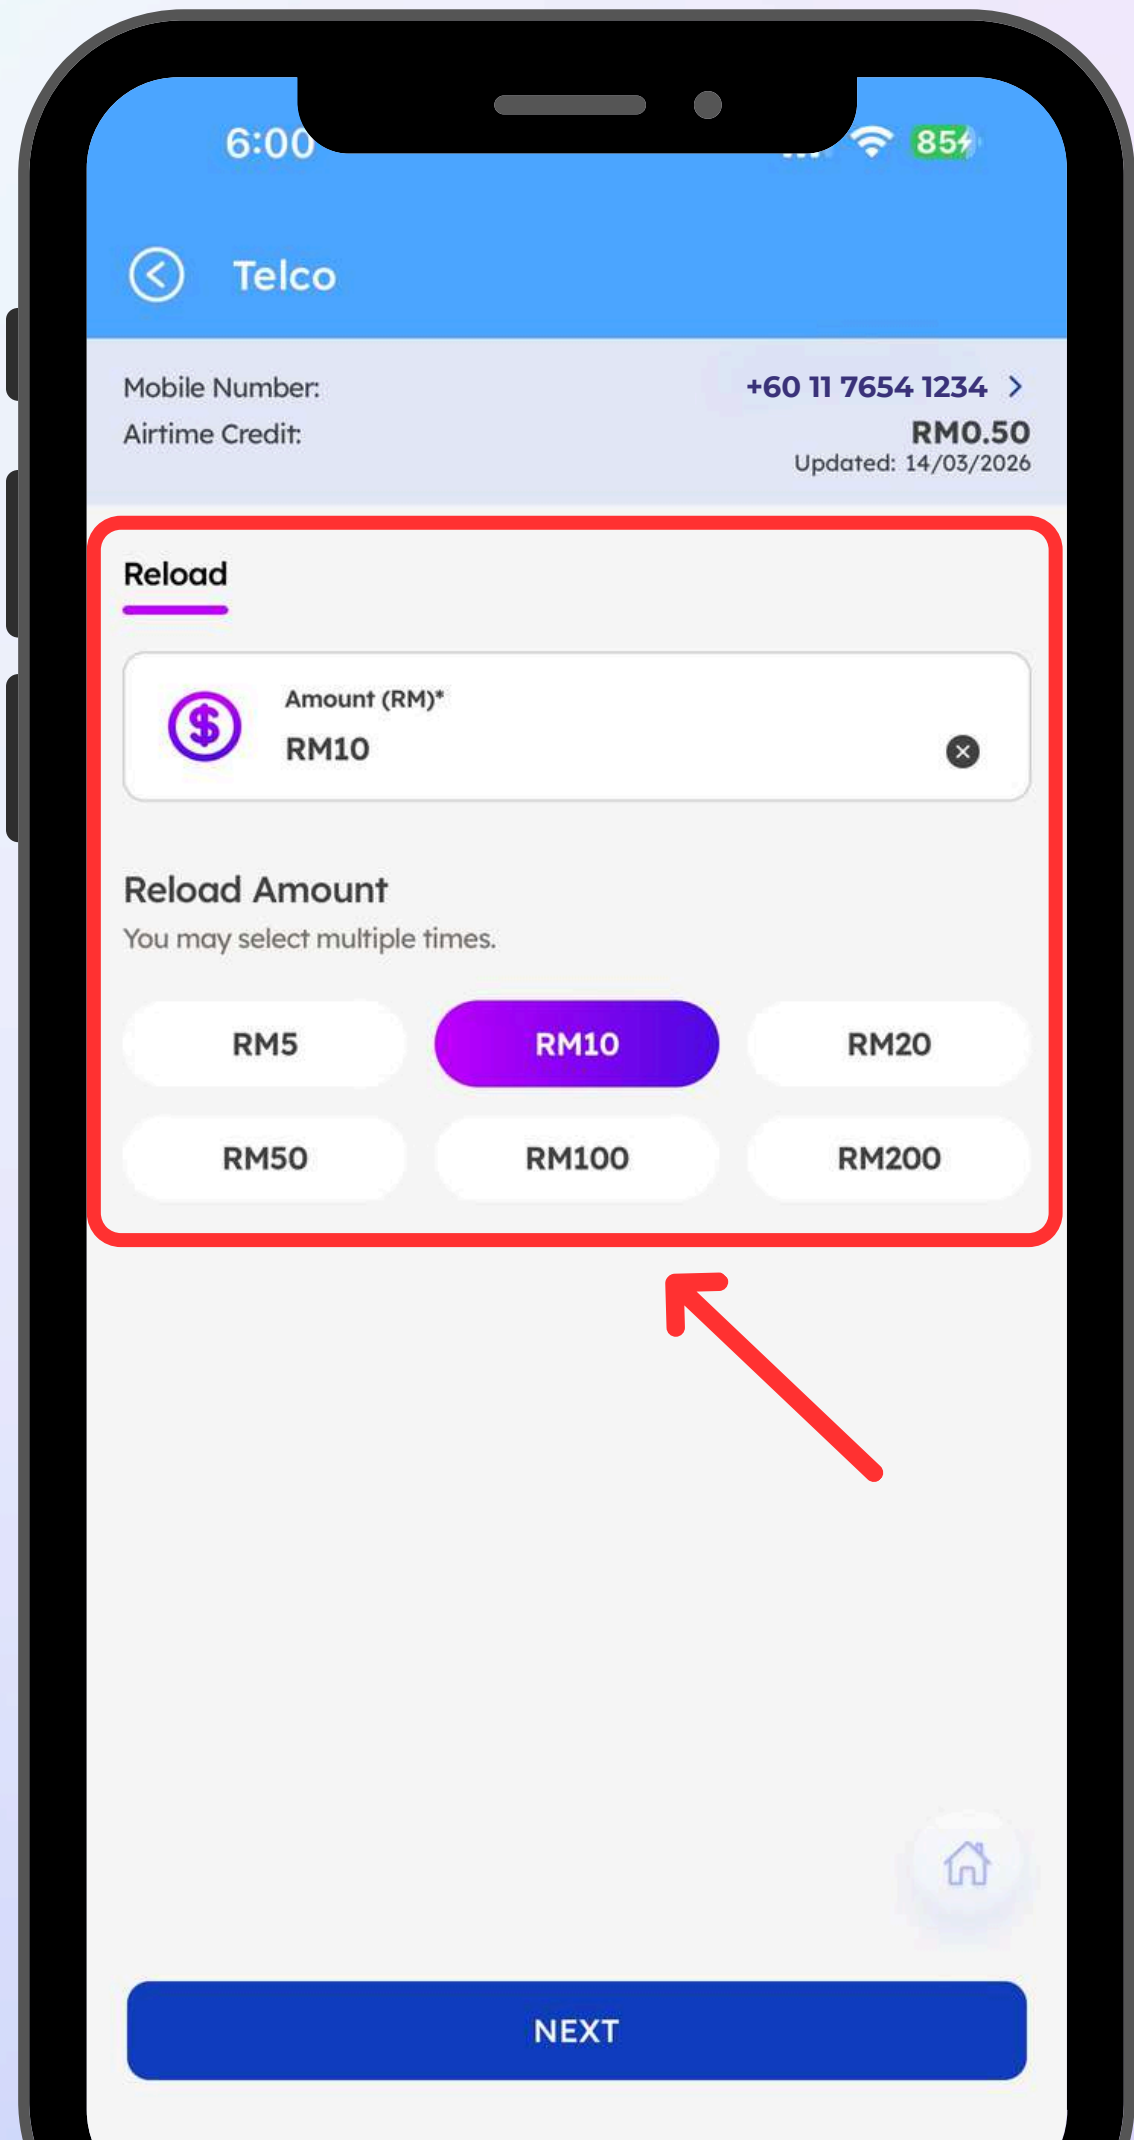 6:00
85
Telco
Mobile Number: +60 11 7654 1234
Airtime Credit: RM0.50
Updated: 14/03/2026
Reload
Amount (RM)*
RM10
Reload Amount
You may select multiple times.
RM5 RM10 RM20
RM50 RM100 RM200
NEXT